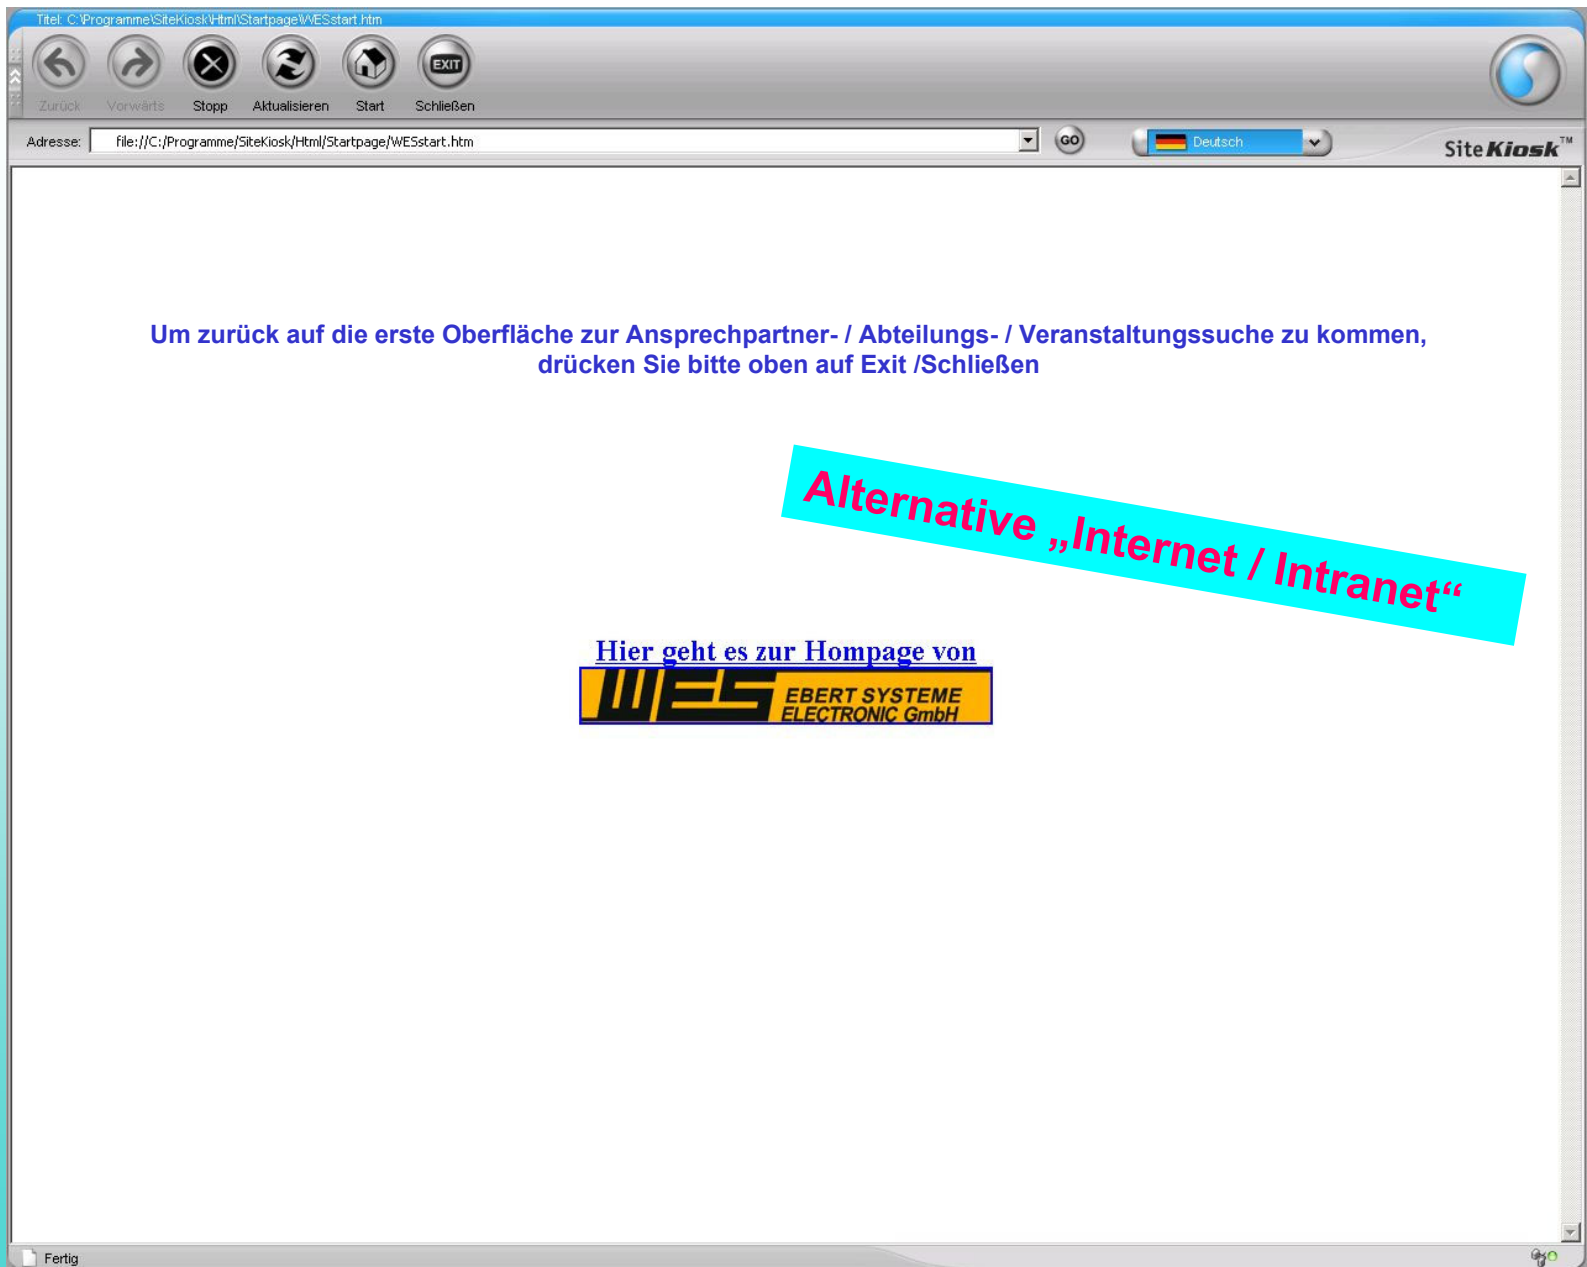 Titel: C:\Programme\SiteKiosk\Html\Startpage\WESstart.htm
EXIT
Zurück Vorwärts Stopp Aktualisieren Start Schließen
Adresse: file://C:/Programme/SiteKiosk/Html/Startpage/WESstart.htm GO Deutsch SiteKiosk™
Um zurück auf die erste Oberfläche zur Ansprechpartner- / Abteilungs- / Veranstaltungssuche zu kommen,
drücken Sie bitte oben auf Exit /Schließen
Alternative „Internet / Intranet“
Hier geht es zur Hompage von
WES EBERT SYSTEME
ELECTRONIC GmbH
Fertig